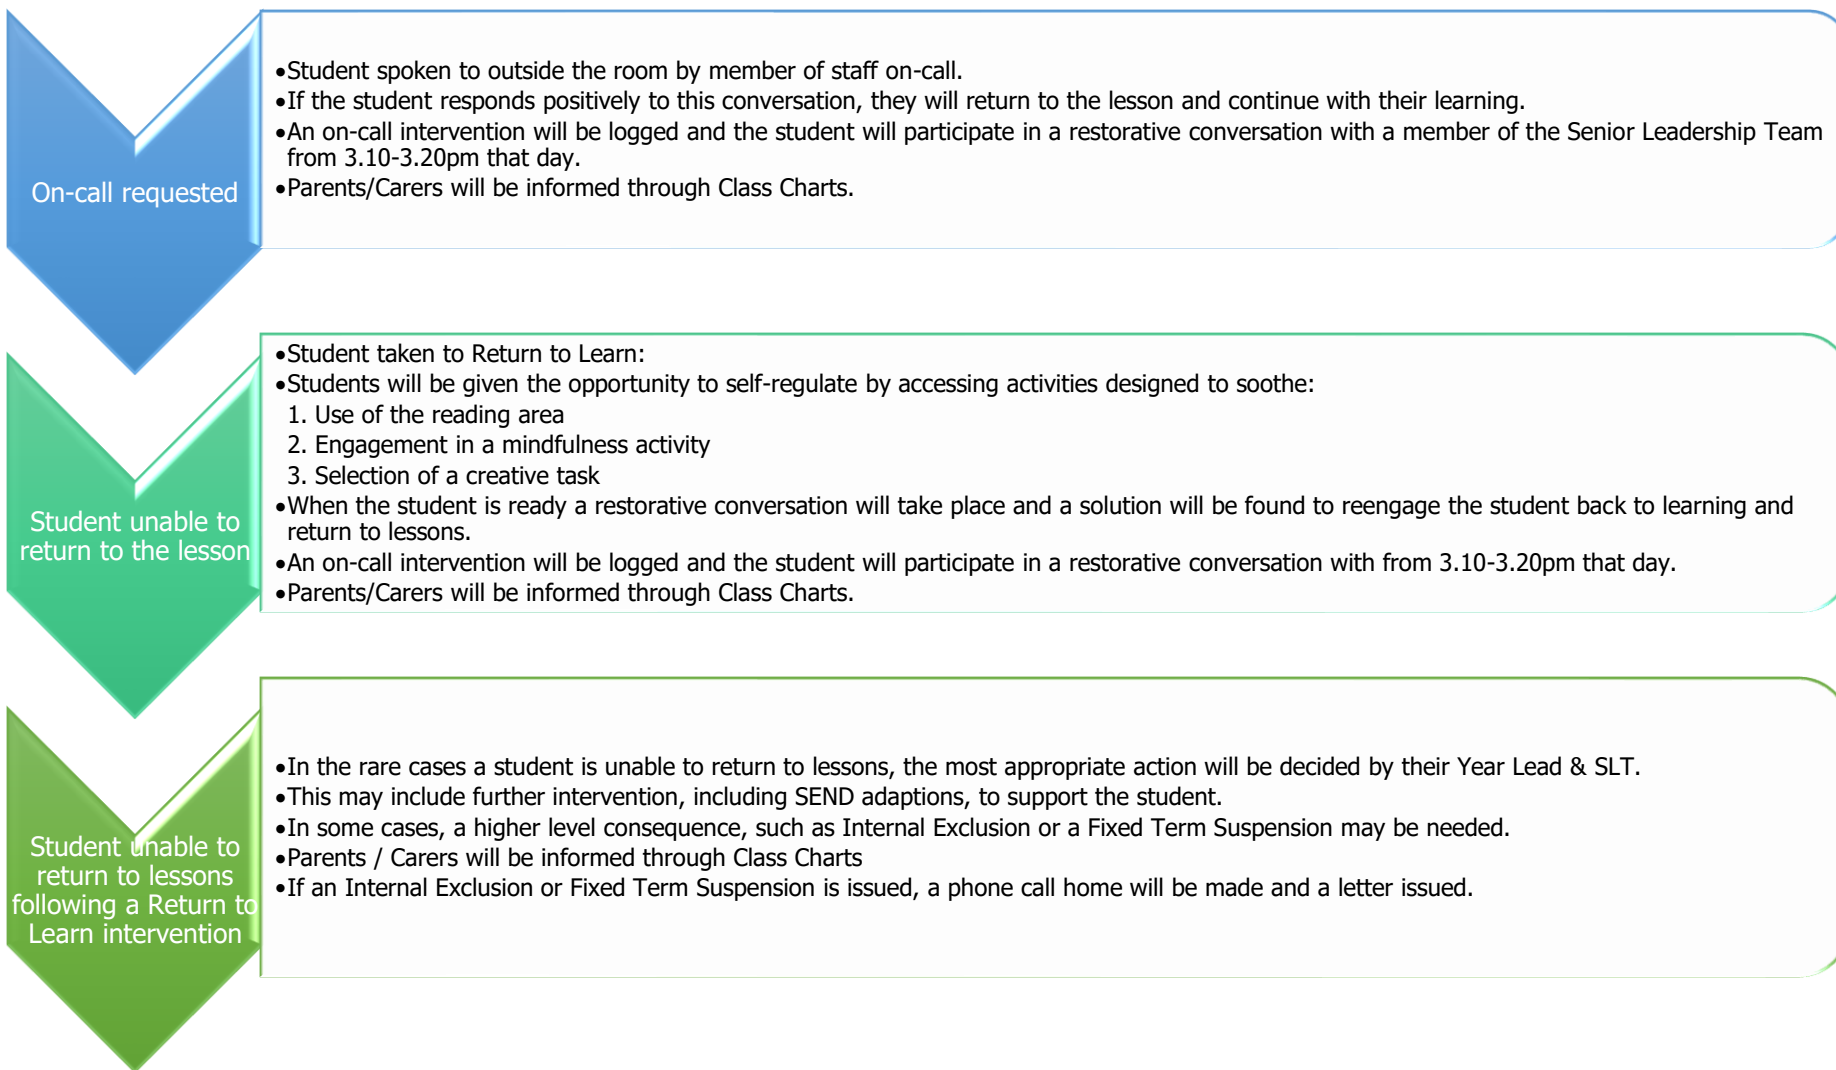 On-call requested
•Student spoken to outside the room by member of staff on-call.
•If the student responds positively to this conversation, they will return to the lesson and continue with their learning.
•An on-call intervention will be logged and the student will participate in a restorative conversation with a member of the Senior Leadership Team
from 3.10-3.20pm that day.
•Parents/Carers will be informed through Class Charts.
Student unable to
return to the lesson
•Student taken to Return to Learn:
•Students will be given the opportunity to self-regulate by accessing activities designed to soothe:
1. Use of the reading area
2. Engagement in a mindfulness activity
3. Selection of a creative task
•When the student is ready a restorative conversation will take place and a solution will be found to reengage the student back to learning and
return to lessons.
•An on-call intervention will be logged and the student will participate in a restorative conversation with from 3.10-3.20pm that day.
•Parents/Carers will be informed through Class Charts.
Student unable to
return to lessons
following a Return to
Learn intervention
•In the rare cases a student is unable to return to lessons, the most appropriate action will be decided by their Year Lead & SLT.
•This may include further intervention, including SEND adaptions, to support the student.
•In some cases, a higher level consequence, such as Internal Exclusion or a Fixed Term Suspension may be needed.
•Parents / Carers will be informed through Class Charts
•If an Internal Exclusion or Fixed Term Suspension is issued, a phone call home will be made and a letter issued.